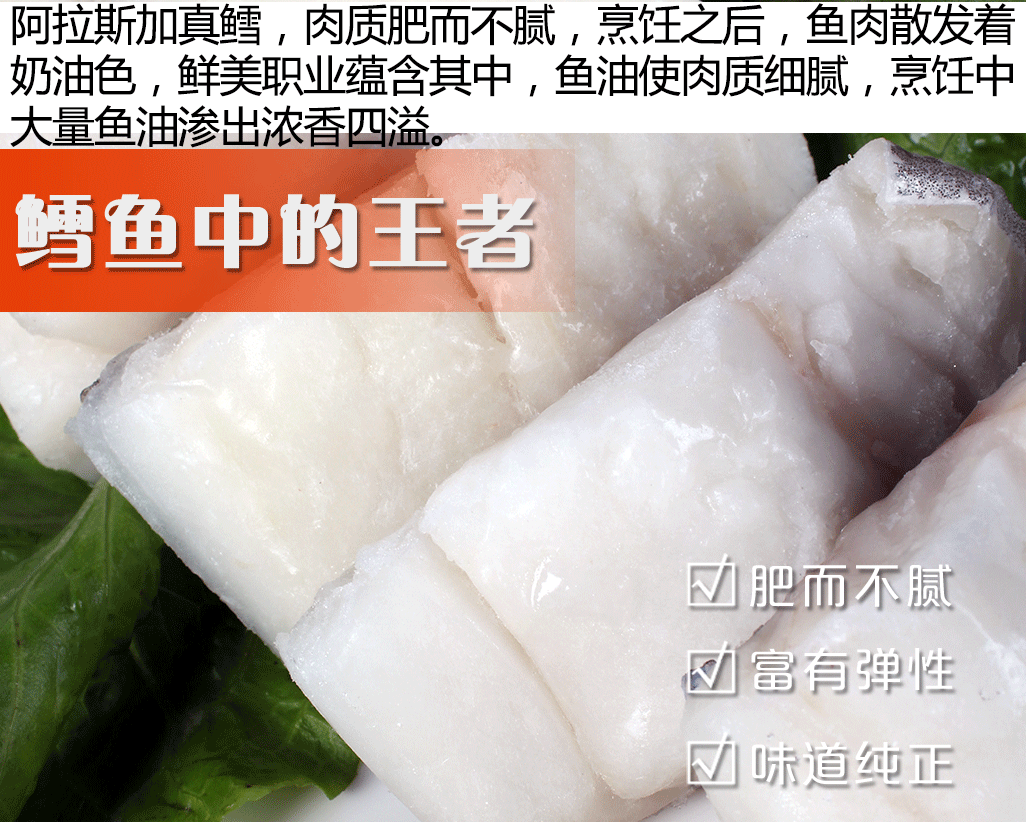 阿拉斯加真鳕，肉质肥而不腻，烹饪之后，鱼肉散发着
奶油色，鲜美职业蕴含其中，鱼油使肉质细腻，烹饪中
大量鱼油渗出浓香四溢。
鳕鱼中的王者
肥而不腻
富有弹性
味道纯正